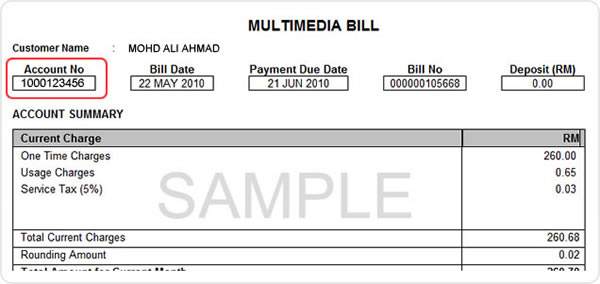 MULTIMEDIA BILL
Customer Name : MOHD ALI AHMAD
Account No Bill Date Payment Due Date Bill No Deposit (RM)
1000123456 22 MAY 2010 21 JUN 2010 000000105668 0.00
ACCOUNT SUMMARY
Current Charge RM
One Time Charges 260.00
Usage Charges 0.65
Service Tax (5%) 0.03
SAMPLE
Total Current Charges 260.68
Rounding Amount 0.02
Total Amount for Current Month 260.70